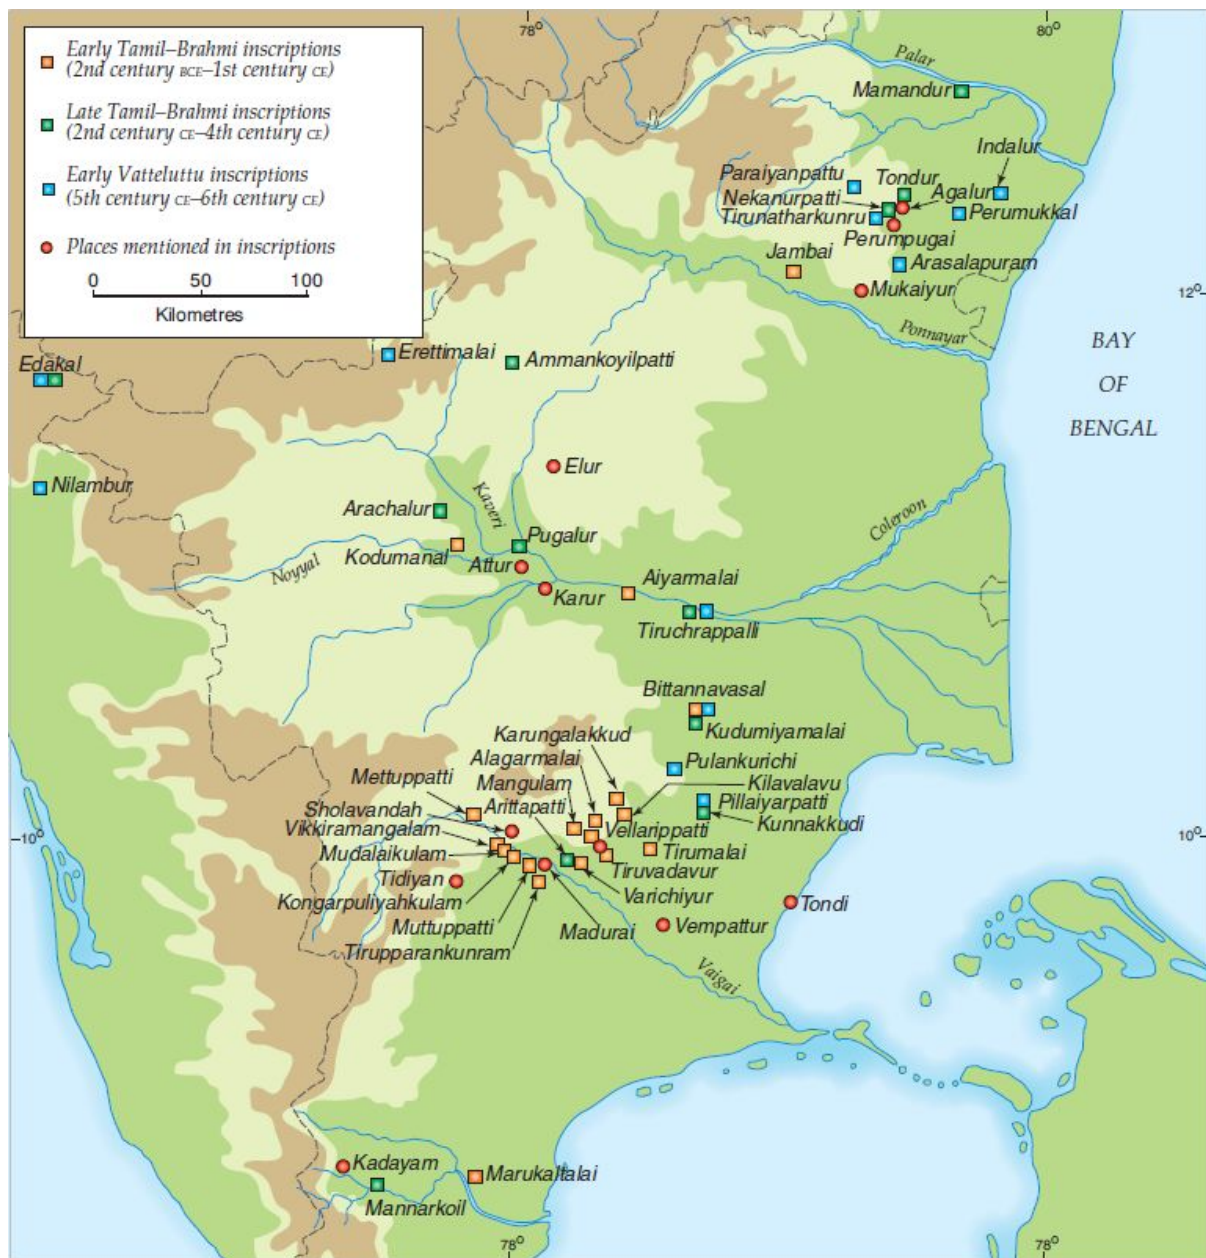 78°
80°
Early Tamil–Brahmi inscriptions
(2nd century BCE–1st century CE)
Late Tamil–Brahmi inscriptions
(2nd century CE–4th century CE)
Early Vatteluttu inscriptions
(5th century CE–6th century CE)
Places mentioned in inscriptions
0 50 100
Kilometres
Palar
Mamandur
Indalur
Paraiyanpattu
Tondur
Nekanurpatti
Agalur
Tirunatharkunru
Perumukkal
Perumpugai
Jambai
Arasalapuram
Mukaiyur
12°
Ponnayar
BAY
OF
BENGAL
Erettimalai
Ammankoyilpatti
Edakal
Elur
Nilambur
Kaveri
Arachalur
Coleroon
Pugalur
Kodumanal
Attur
Noyyal
Aiyarmalai
Karur
Tiruchrappalli
Bittannavasal
Kudumiyamalai
Karungalakkud
Alagarmalai
Pulankurichi
Mettuppatti
Mangulam
Kilavalavu
Sholavandah
Arittapatti
Pillaiyarpatti
Vikkiramangalam
Vellarippatti
Kunnakkudi
10°
10°
Mudalaikulam
Tirumalai
Tiruvadavur
Tidiyan
Varichiyur
Kongarpuliyahkulam
Tondi
Muttuppatti
Madurai
Vempattur
Tirupparankunram
Vaigai
Kadayam
Marukaltalai
Mannarkoil
78°
78°